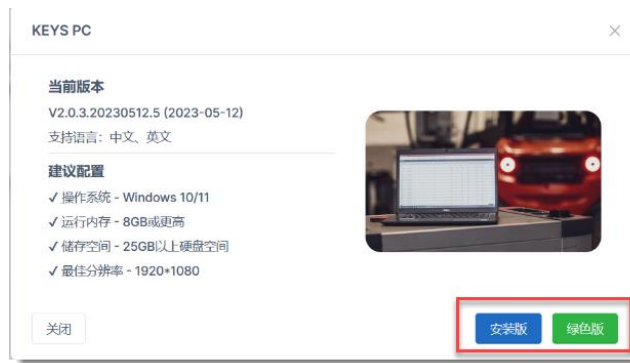 KEYS PC
当前版本
V2.0.3.20230512.5 (2023-05-12)
支持语言：中文、英文
建议配置
✓ 操作系统 - Windows 10/11
✓ 运行内存 - 8GB或更高
✓ 储存空间 - 25GB以上硬盘空间
✓ 最佳分辨率 - 1920*1080
关闭
安装版
绿色版